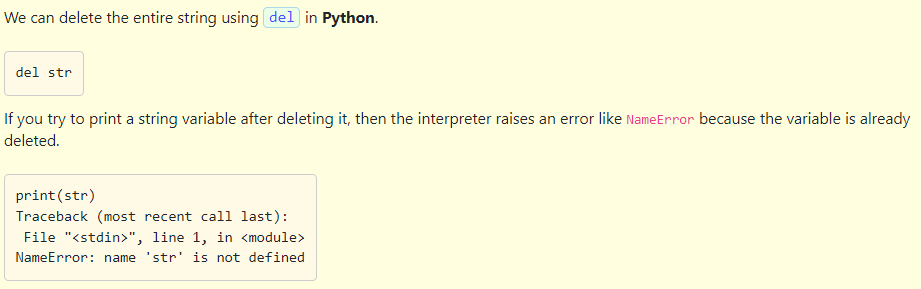 We can delete the entire string using del in Python.
del str
If you try to print a string variable after deleting it, then the interpreter raises an error like NameError because the variable is already
deleted.
print(str)
Traceback (most recent call last):
 File "<stdin>", line 1, in <module>
NameError: name 'str' is not defined